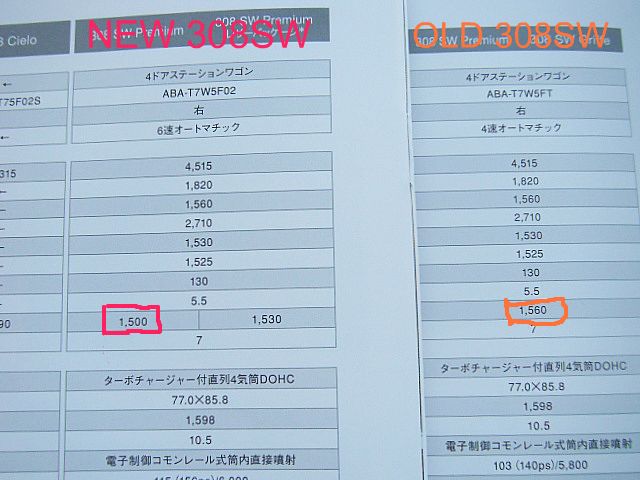 NEW 308SW
OLD 308SW
Cielo
308 SW Premium
308 SW Premium
308 SW Premium
←
4ドアステーションワゴン
4ドアステーションワゴン
T75F02S
ABA-T7W5F02
ABA-T7W5FT
右
右
←
6速オートマチック
4速オートマチック
315
4,515
4,515
1,820
1,820
1,560
1,560
2,710
2,710
1,530
1,530
1,525
1,525
130
130
5.5
5.5
90
1,500
1,530
1,560
7
7
ターボチャージャー付直列4気筒DOHC
ターボチャージャー付直列4気筒DOHC
77.0×85.8
77.0×85.8
1,598
1,598
10.5
10.5
電子制御コモンレール式筒内直接噴射
電子制御コモンレール式筒内直接噴射
103 (140ps)/5,800